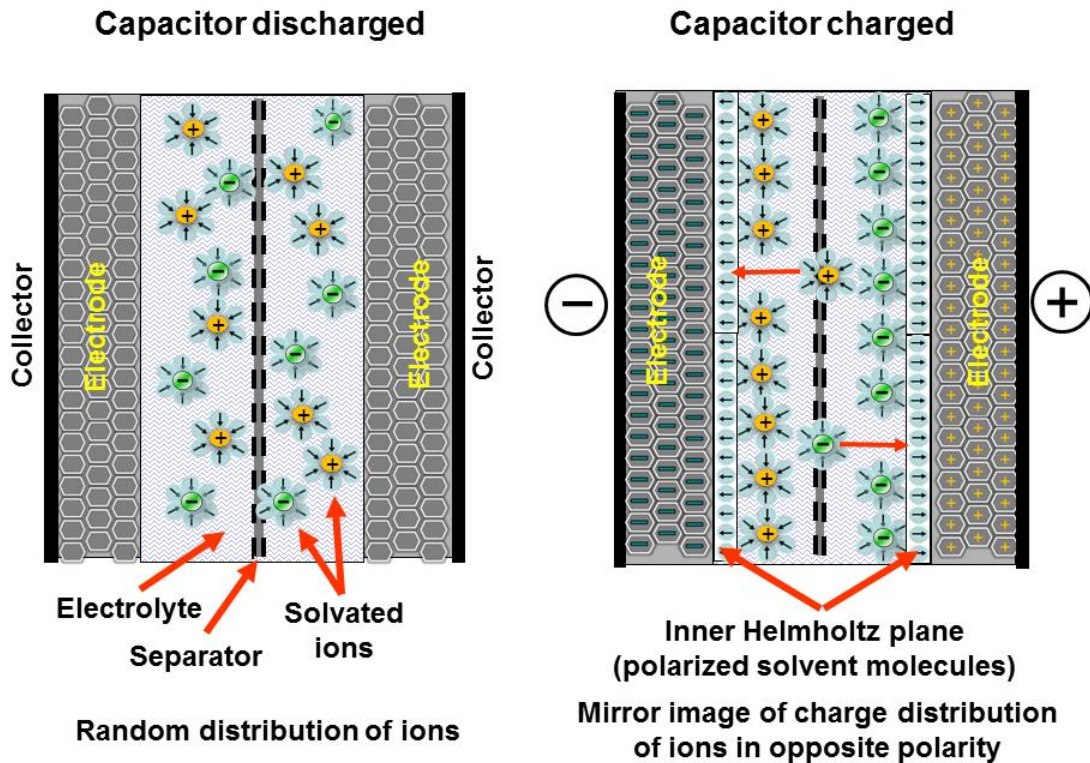 Capacitor discharged
Capacitor charged
Collector
Electrode
Electrode
Collector
Electrode
Electrode
Electrolyte
Separator
Solvated
ions
Random distribution of ions
Inner Helmholtz plane
(polarized solvent molecules)
Mirror image of charge distribution
of ions in opposite polarity